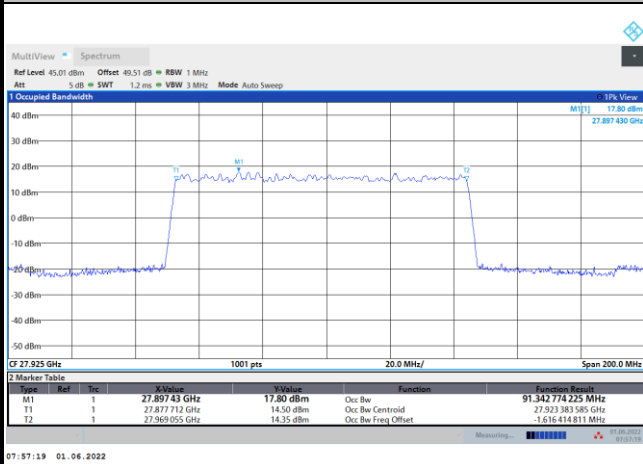 MultiView Spectrum
Ref Level 45.01 dBm Offset 49.51 dB RBW 1 MHz
Att 5 dB SWT 1.2 ms VBW 3 MHz Mode Auto Sweep
1 Occupied Bandwidth 1Pk View
M1[1] 17.80 dBm
27.897 430 GHz
40 dBm
30 dBm
20 dBm
T1 M1 T2
10 dBm
0 dBm
-10 dBm
-20 dBm
-30 dBm
-40 dBm
-50 dBm
CF 27.925 GHz 1001 pts 20.0 MHz/ Span 200.0 MHz
2 Marker Table
Type Ref Trc X-Value Y-Value Function Function Result
M1 1 27.897 43 GHz 17.80 dBm Occ Bw 91.342 774 225 MHz
T1 1 27.877 712 GHz 14.50 dBm Occ Bw Centroid 27.923 383 585 GHz
T2 1 27.969 055 GHz 14.35 dBm Occ Bw Freq Offset -1.616 414 811 MHz
Measuring... 01.06.2022
07:57:19
07:57:19 01.06.2022